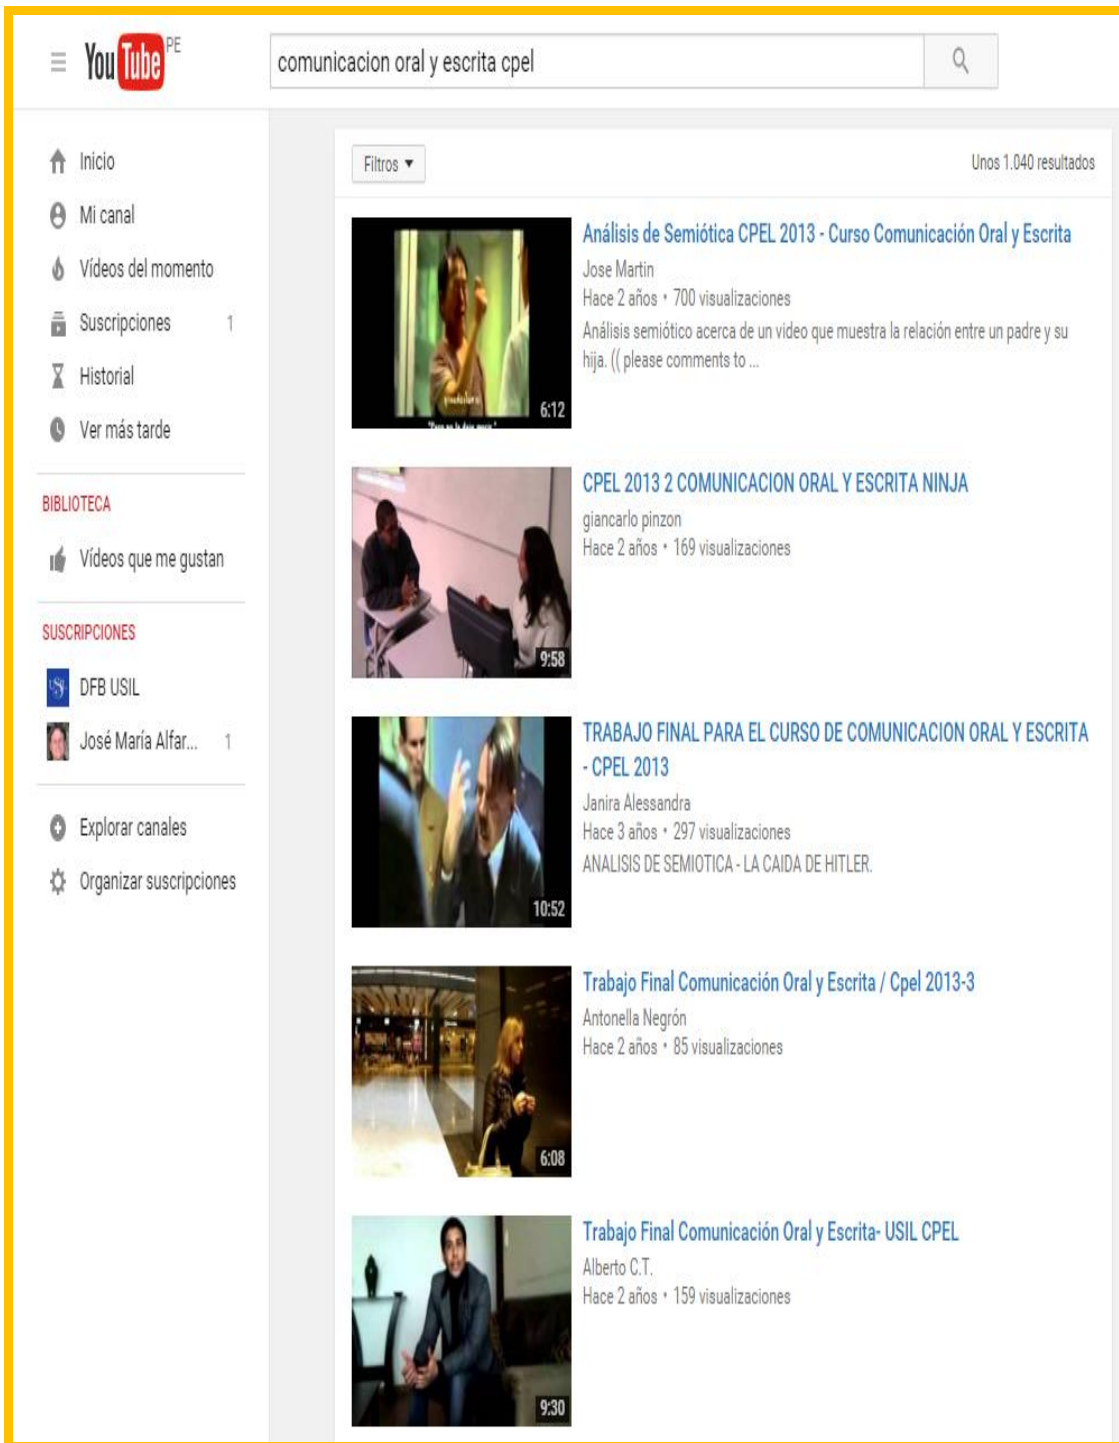 YouTube PE
comunicacion oral y escrita cpel
Inicio
Mi canal
Vídeos del momento
Suscripciones 1
Historial
Ver más tarde
BIBLIOTECA
Vídeos que me gustan
SUSCRIPCIONES
DFB USIL
José María Alfar... 1
Explorar canales
Organizar suscripciones
Filtros
Unos 1.040 resultados
Análisis de Semiótica CPEL 2013 - Curso Comunicación Oral y Escrita
Jose Martin
Hace 2 años • 700 visualizaciones
Análisis semiótico acerca de un video que muestra la relación entre un padre y su
hija. (( please comments to ...
6:12
CPEL 2013 2 COMUNICACION ORAL Y ESCRITA NINJA
giancarlo pinzon
Hace 2 años • 169 visualizaciones
9:58
TRABAJO FINAL PARA EL CURSO DE COMUNICACION ORAL Y ESCRITA
- CPEL 2013
Janira Alessandra
Hace 3 años • 297 visualizaciones
ANALISIS DE SEMIOTICA - LA CAIDA DE HITLER.
10:52
Trabajo Final Comunicación Oral y Escrita / Cpel 2013-3
Antonella Negrón
Hace 2 años • 85 visualizaciones
6:08
Trabajo Final Comunicación Oral y Escrita- USIL CPEL
Alberto C.T.
Hace 2 años • 159 visualizaciones
9:30